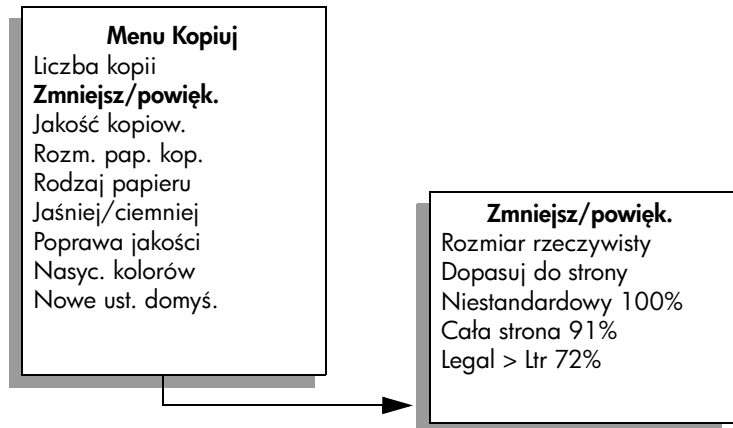 Menu Kopiuj
Liczba kopii
Zmniejsz/powięk.
Jakość kopiow.
Rozm. pap. kop.
Rodzaj papieru
Jaśniej/ciemniej
Poprawa jakości
Nasyc. kolorów
Nowe ust. domyś.
Zmniejsz/powięk.
Rozmiar rzeczywisty
Dopasuj do strony
Niestandardowy 100%
Cała strona 91%
Legal > Ltr 72%